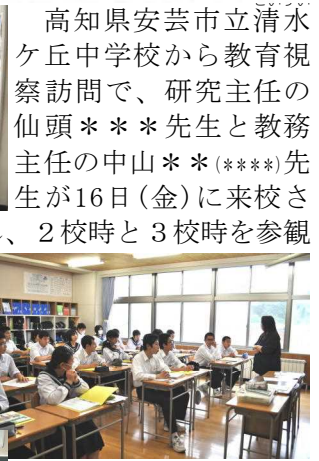 高知県安芸市立清水
ケ丘中学校から教育視
察訪問で、研究主任の
仙頭＊＊＊先生と教務
主任の中山＊＊(****)先
生が16日(金)に来校さ
、２校時と３校時を参観